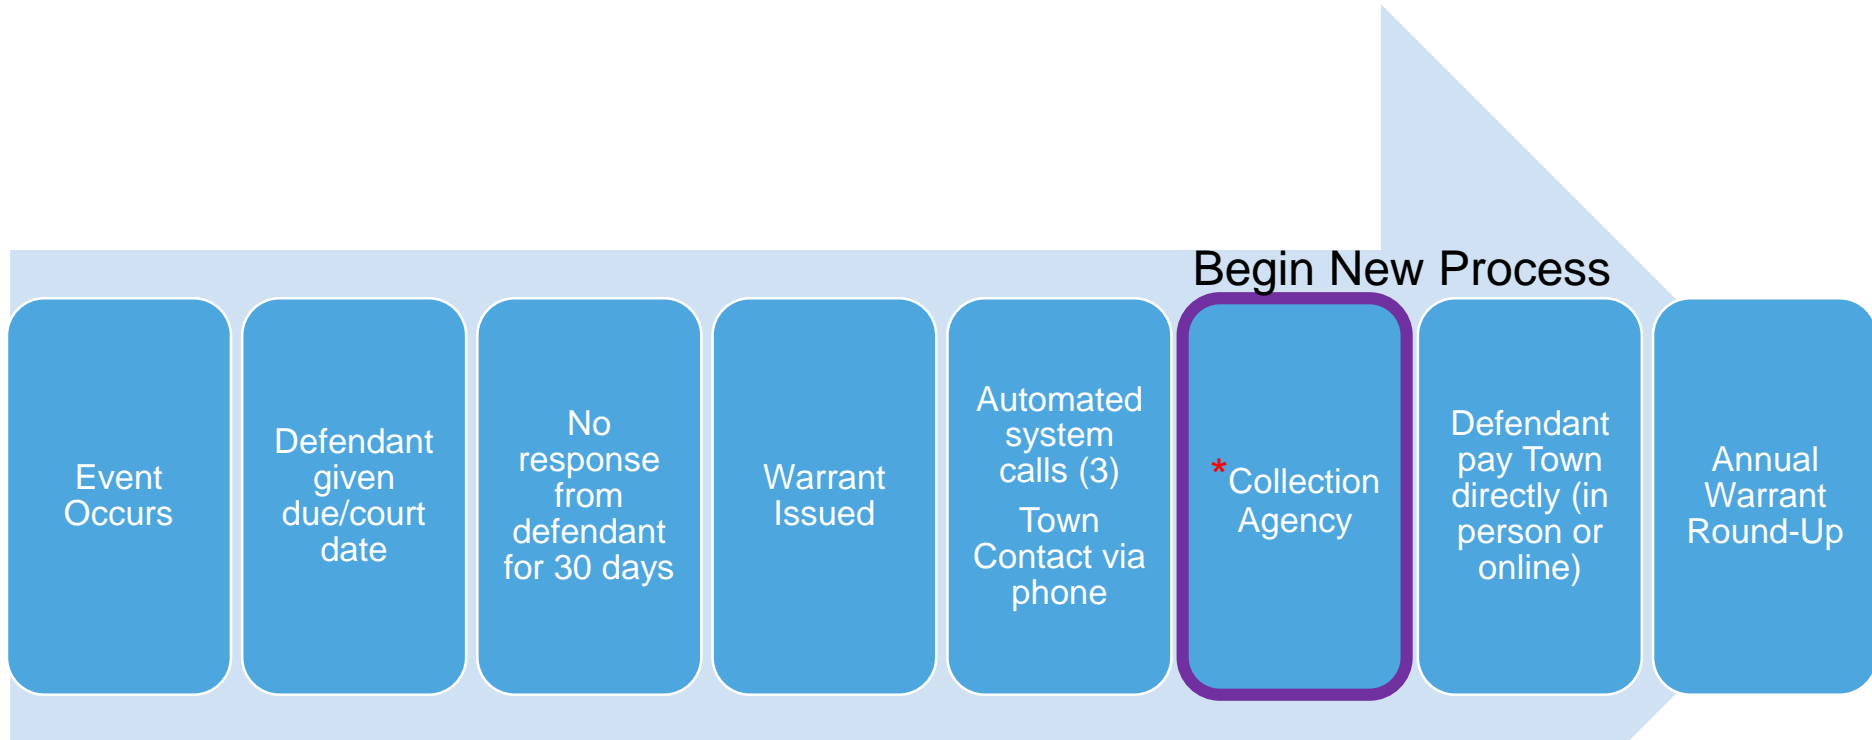 Begin New Process
Event
Occurs
Defendant
given
due/court
date
No
response
from
defendant
for 30 days
Warrant
Issued
Automated
system
calls (3)
Town
Contact via
phone
*Collection
Agency
Defendant
pay Town
directly (in
person or
online)
Annual
Warrant
Round-Up